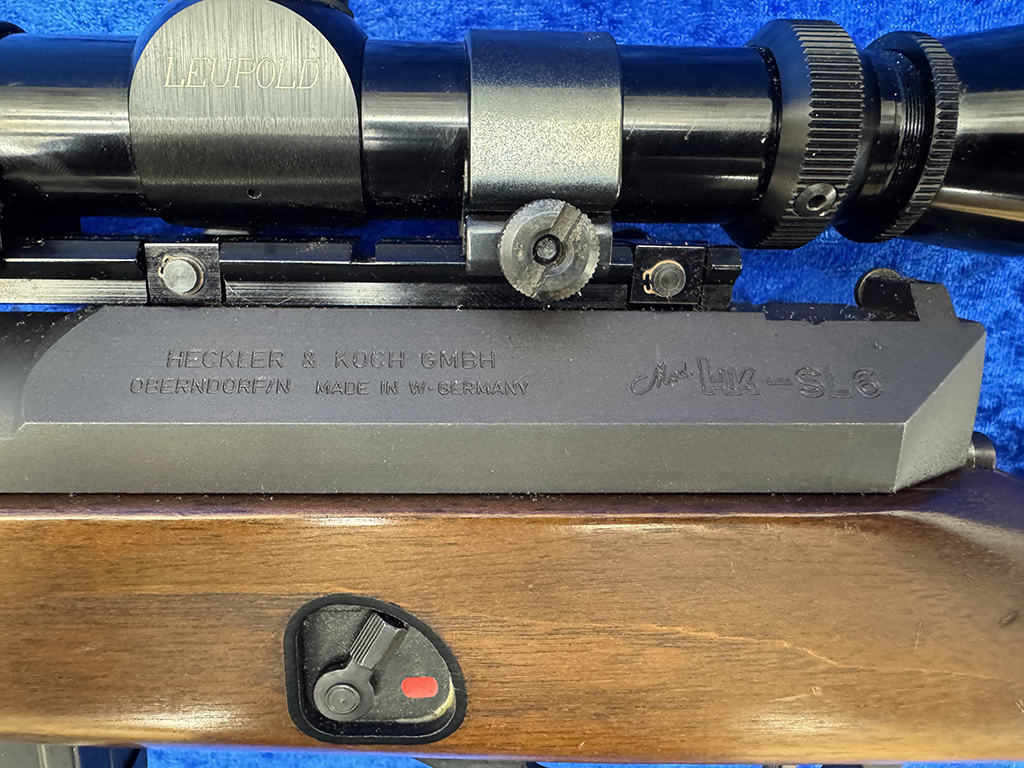 LEUPOLD
HECKLER & KOCH GMBH
OBERNDORF/N MADE IN W-GERMANY
Mod. HK-SL6